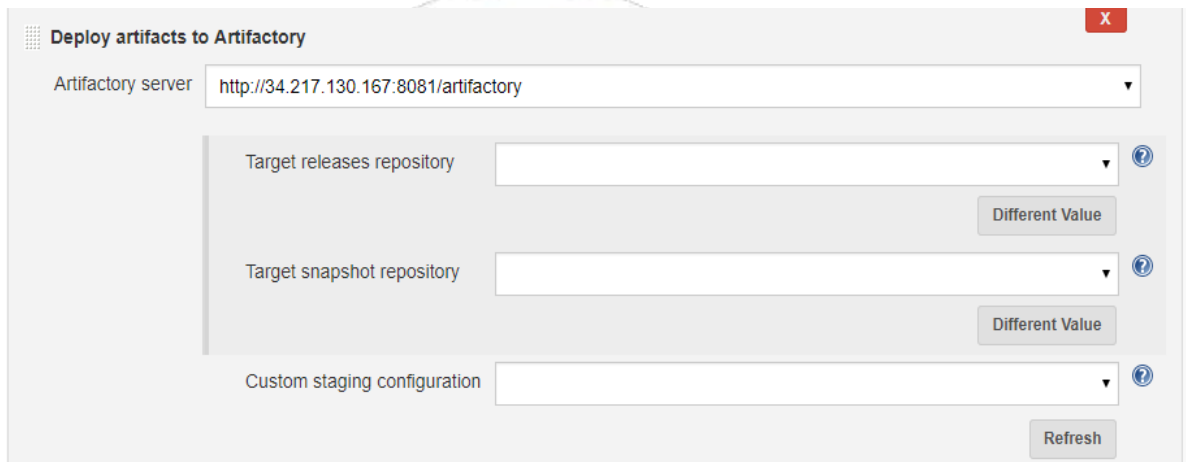 X
Deploy artifacts to Artifactory
Artifactory server http://34.217.130.167:8081/artifactory
Target releases repository
Different Value
Target snapshot repository
Different Value
Custom staging configuration
Refresh